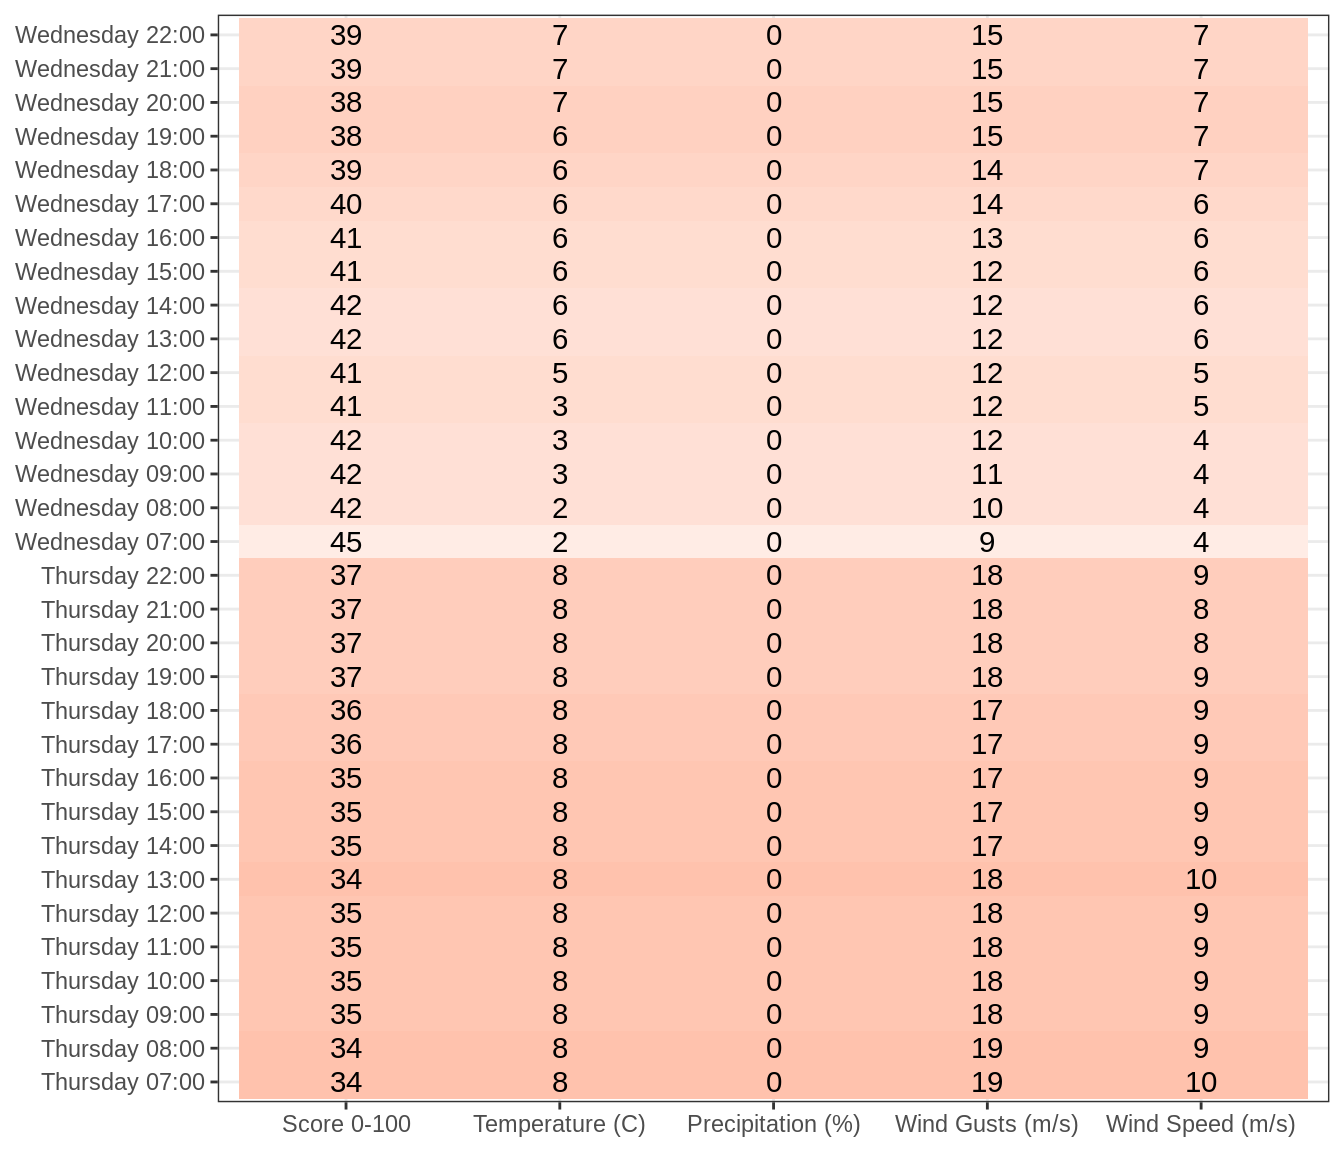 Wednesday 22:00 39 7 0 15 7
Wednesday 21:00 39 7 0 15 7
Wednesday 20:00 38 7 0 15 7
Wednesday 19:00 38 6 0 15 7
Wednesday 18:00 39 6 0 14 7
Wednesday 17:00 40 6 0 14 6
Wednesday 16:00 41 6 0 13 6
Wednesday 15:00 41 6 0 12 6
Wednesday 14:00 42 6 0 12 6
Wednesday 13:00 42 6 0 12 6
Wednesday 12:00 41 5 0 12 5
Wednesday 11:00 41 3 0 12 5
Wednesday 10:00 42 3 0 12 4
Wednesday 09:00 42 3 0 11 4
Wednesday 08:00 42 2 0 10 4
Wednesday 07:00 45 2 0 9 4
Thursday 22:00 37 8 0 18 9
Thursday 21:00 37 8 0 18 8
Thursday 20:00 37 8 0 18 8
Thursday 19:00 37 8 0 18 9
Thursday 18:00 36 8 0 17 9
Thursday 17:00 36 8 0 17 9
Thursday 16:00 35 8 0 17 9
Thursday 15:00 35 8 0 17 9
Thursday 14:00 35 8 0 17 9
Thursday 13:00 34 8 0 18 10
Thursday 12:00 35 8 0 18 9
Thursday 11:00 35 8 0 18 9
Thursday 10:00 35 8 0 18 9
Thursday 09:00 35 8 0 18 9
Thursday 08:00 34 8 0 19 9
Thursday 07:00 34 8 0 19 10
Score 0-100 Temperature (C) Precipitation (%) Wind Gusts (m/s) Wind Speed (m/s)